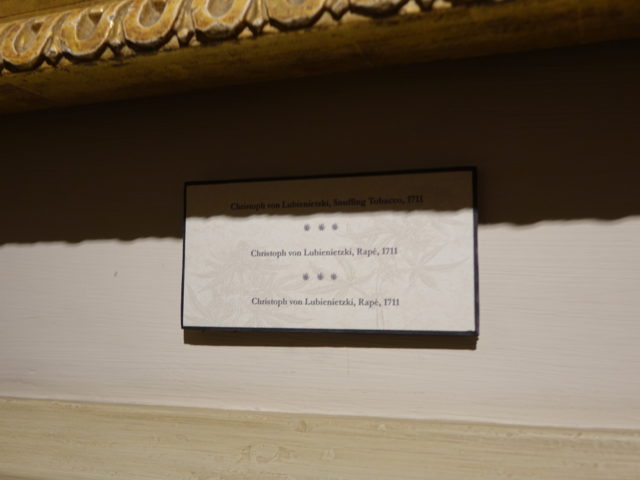 Christoph von Lubienietzki, Snuffing Tobacco, 1711
Christoph von Lubienietzki, Rapé, 1711
Christoph von Lubienietzki, Rapé, 1711